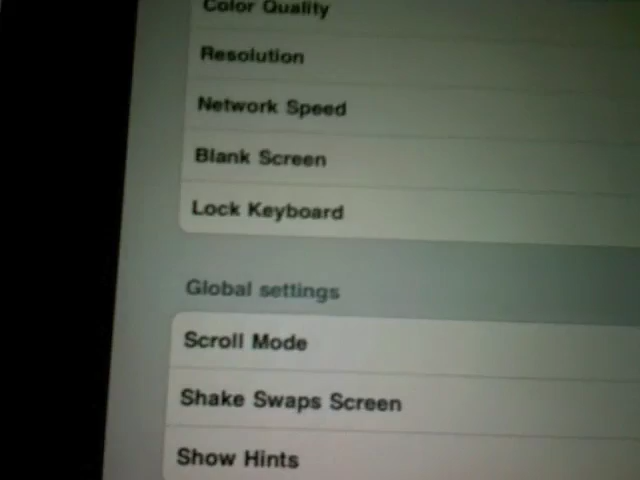 Color Quality
Resolution
Network Speed
Blank Screen
Lock Keyboard
Global settings
Scroll Mode
Shake Swaps Screen
Show Hints